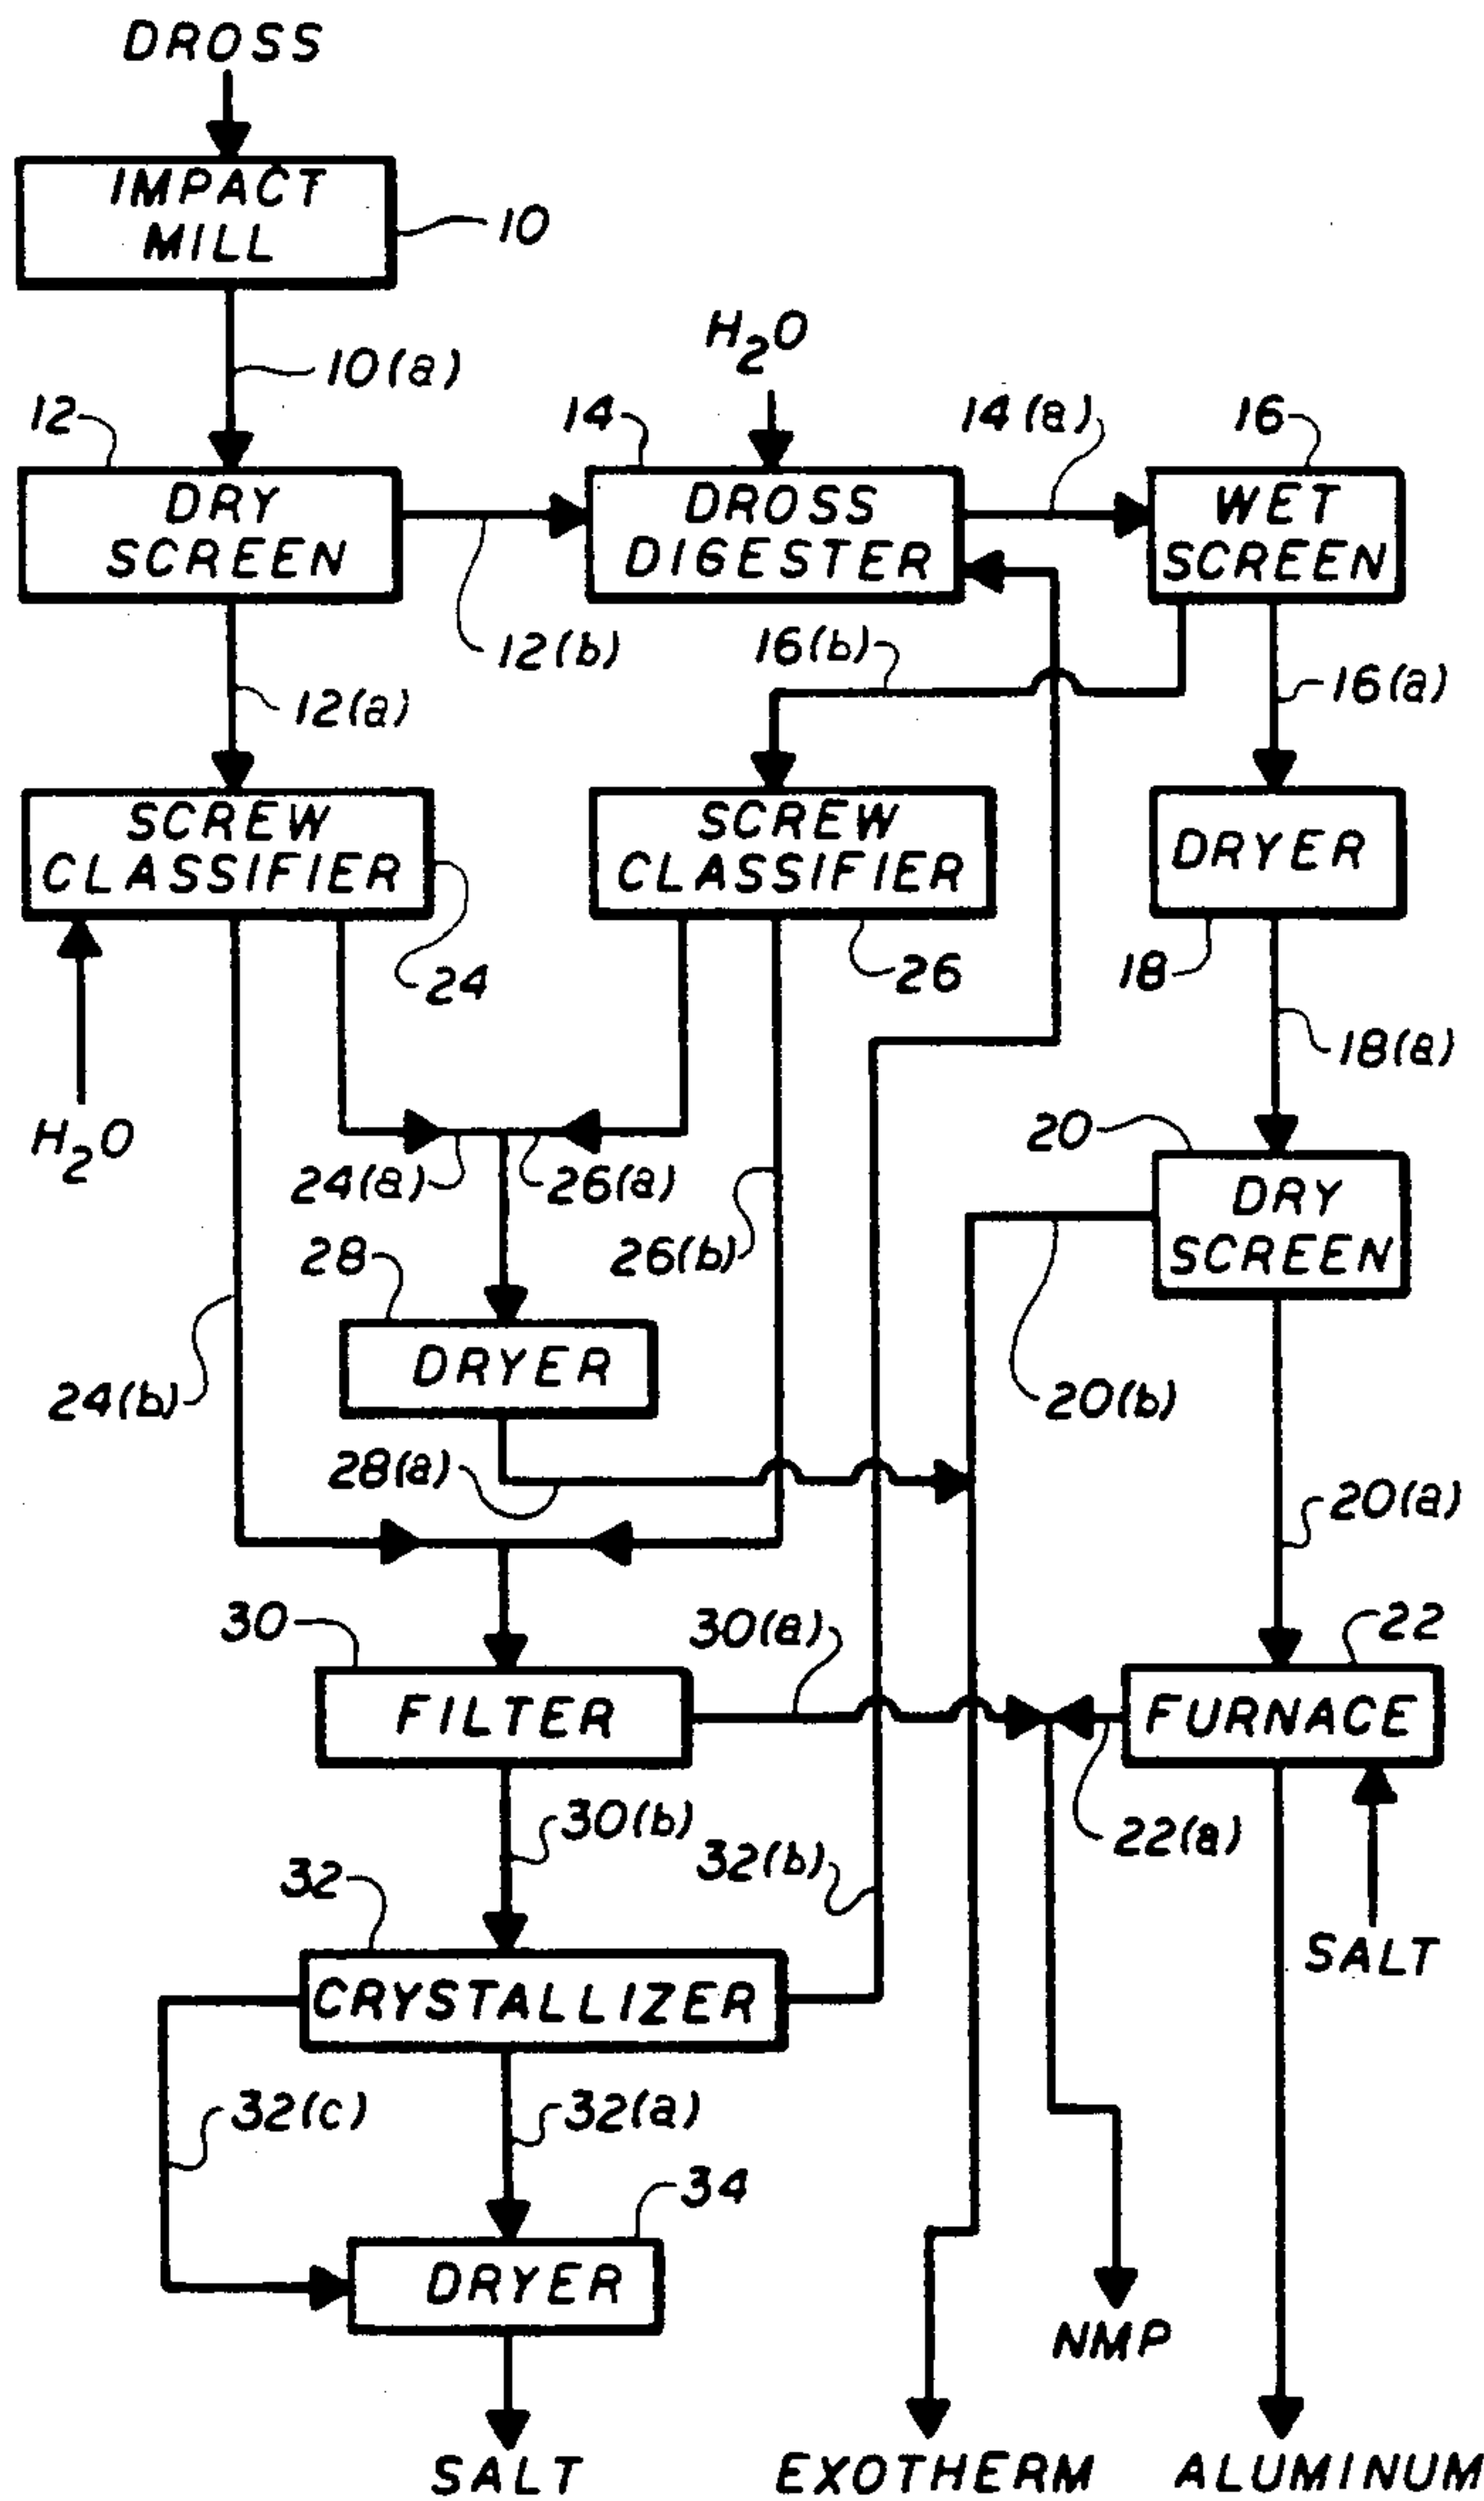 DROSS
IMPACT
MILL
10
10(a)
H2O
12
14
14(a)
16
DRY
SCREEN
DROSS
DIGESTER
WET
SCREEN
12(b)
16(b)
16(a)
12(a)
SCREW
CLASSIFIER
SCREW
CLASSIFIER
DRYER
24
26
18
18(a)
H2O
20
24(a)
26(a)
DRY
SCREEN
28
26(b)
DRYER
24(b)
20(b)
28(a)
20(a)
30
30(a)
22
FILTER
FURNACE
30(b)
32(b)
22(a)
32
SALT
CRYSTALLIZER
32(c)
32(a)
34
DRYER
NMP
SALT
EXOTHERM
ALUMINUM